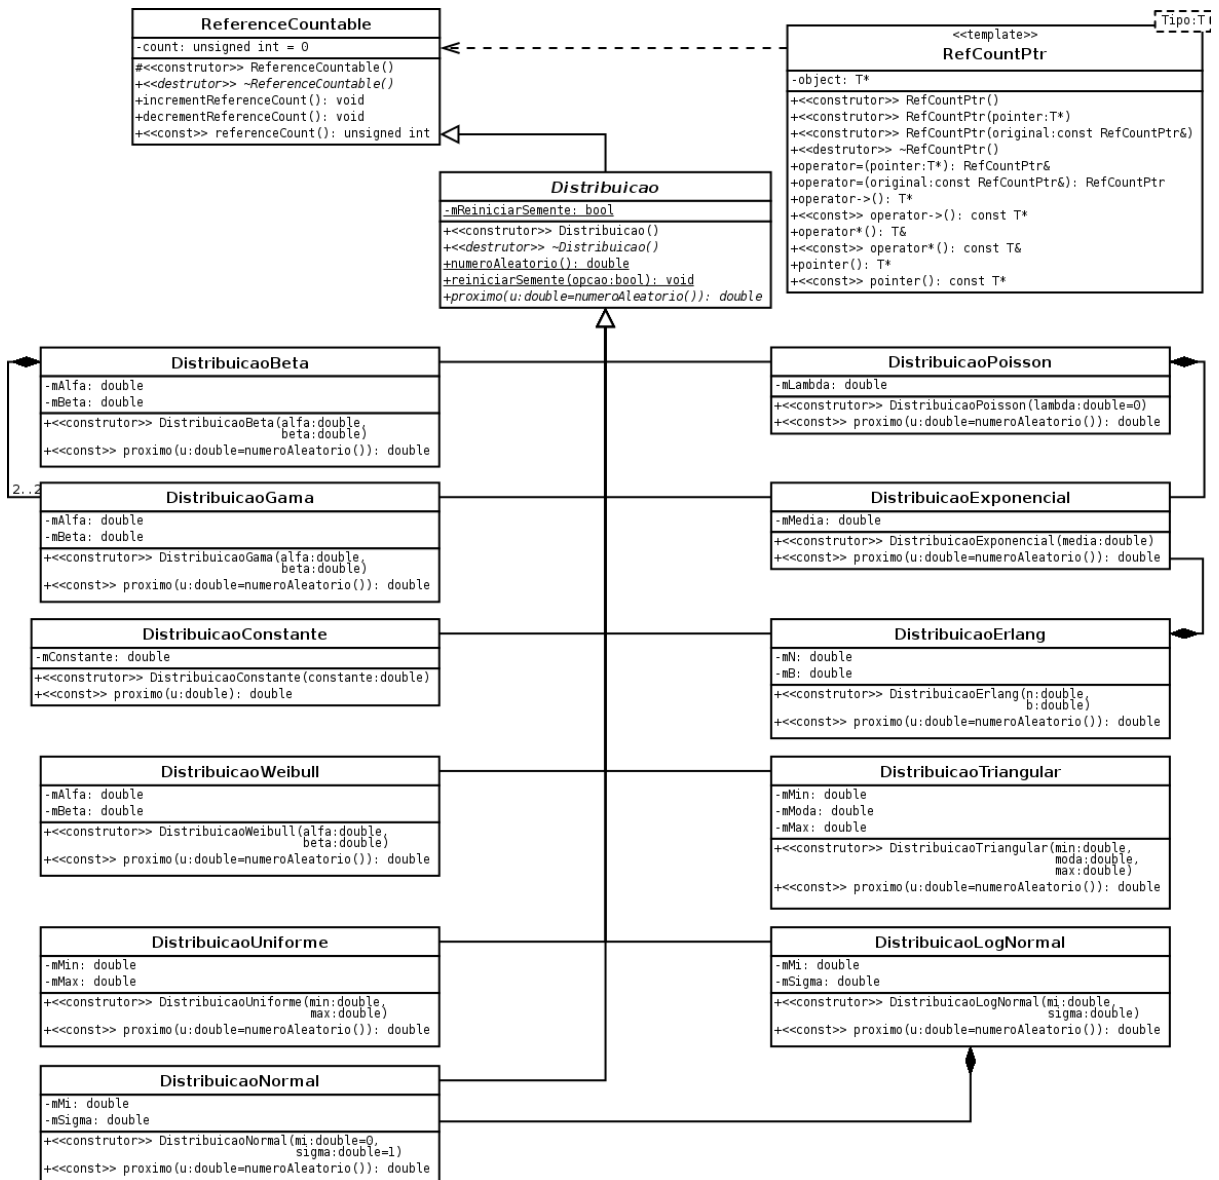 ReferenceCountable
-count: unsigned int = 0
#<<construtor>> ReferenceCountable()
+<<destrutor>> ~ReferenceCountable()
+incrementReferenceCount(): void
+decrementReferenceCount(): void
+<<const>> referenceCount(): unsigned int
Tipo:T
<<template>>
RefCountPtr
-object: T*
+<<construtor>> RefCountPtr()
+<<construtor>> RefCountPtr(pointer:T*)
+<<construtor>> RefCountPtr(original:const RefCountPtr&)
+<<destrutor>> ~RefCountPtr()
+operator=(pointer:T*): RefCountPtr&
+operator=(original:const RefCountPtr&): RefCountPtr
+operator->(): T*
+<<const>> operator->(): const T*
+operator*(): T&
+<<const>> operator*(): const T&
+pointer(): T*
+<<const>> pointer(): const T*
Distribuicao
-mReiniciarSemente: bool
+<<construtor>> Distribuicao()
+<<destrutor>> ~Distribuicao()
+numeroAleatorio(): double
+reiniciarSemente(opcao:bool): void
+proximo(u:double=numeroAleatorio()): double
DistribuicaoBeta
-mAlfa: double
-mBeta: double
+<<construtor>> DistribuicaoBeta(alfa:double,
beta:double)
+<<const>> proximo(u:double=numeroAleatorio()): double
DistribuicaoPoisson
-mLambda: double
+<<construtor>> DistribuicaoPoisson(lambda:double=0)
+<<const>> proximo(u:double=numeroAleatorio()): double
2..2
DistribuicaoGama
-mAlfa: double
-mBeta: double
+<<construtor>> DistribuicaoGama(alfa:double,
beta:double)
+<<const>> proximo(u:double=numeroAleatorio()): double
DistribuicaoExponencial
-mMedia: double
+<<construtor>> DistribuicaoExponencial(media:double)
+<<const>> proximo(u:double=numeroAleatorio()): double
DistribuicaoConstante
-mConstante: double
+<<construtor>> DistribuicaoConstante(constante:double)
+<<const>> proximo(u:double): double
DistribuicaoErlang
-mN: double
-mB: double
+<<construtor>> DistribuicaoErlang(n:double,
b:double)
+<<const>> proximo(u:double=numeroAleatorio()): double
DistribuicaoWeibull
-mAlfa: double
-mBeta: double
+<<construtor>> DistribuicaoWeibull(alfa:double,
beta:double)
+<<const>> proximo(u:double=numeroAleatorio()): double
DistribuicaoTriangular
-mMin: double
-mModa: double
-mMax: double
+<<construtor>> DistribuicaoTriangular(min:double,
moda:double,
max:double)
+<<const>> proximo(u:double=numeroAleatorio()): double
DistribuicaoUniforme
-mMin: double
-mMax: double
+<<construtor>> DistribuicaoUniforme(min:double,
max:double)
+<<const>> proximo(u:double=numeroAleatorio()): double
DistribuicaoLogNormal
-mMi: double
-mSigma: double
+<<construtor>> DistribuicaoLogNormal(mi:double,
sigma:double)
+<<const>> proximo(u:double=numeroAleatorio()): double
DistribuicaoNormal
-mMi: double
-mSigma: double
+<<construtor>> DistribuicaoNormal(mi:double=0,
sigma:double=1)
+<<const>> proximo(u:double=numeroAleatorio()): double